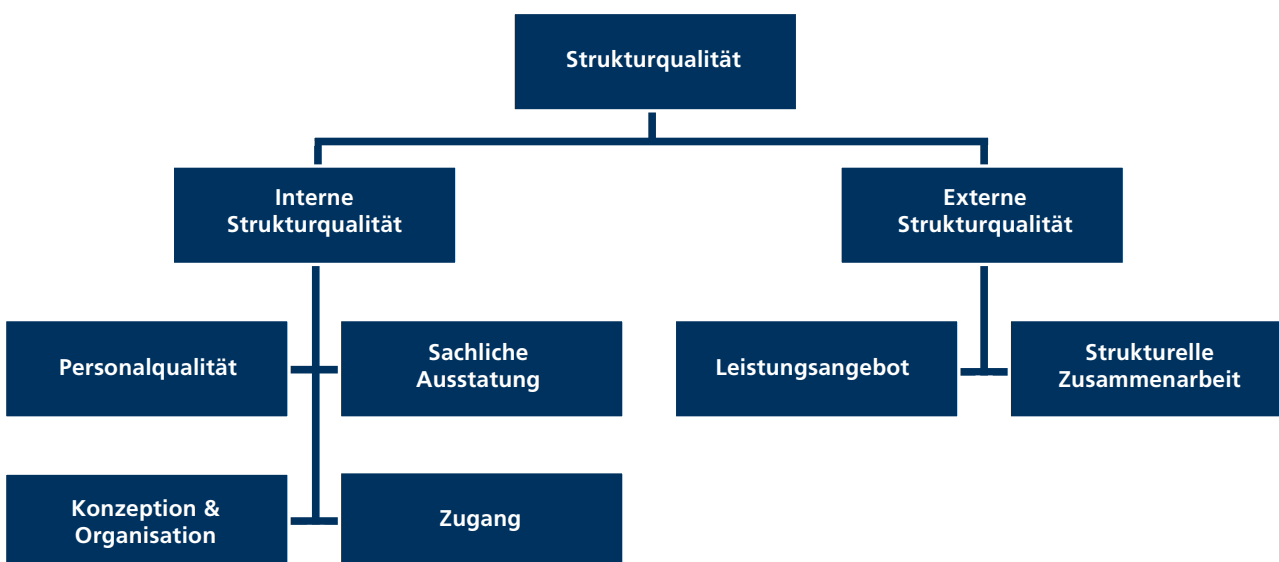 Strukturqualität
Interne
Strukturqualität
Externe
Strukturqualität
Personalqualität
Sachliche
Ausstatung
Leistungsangebot
Strukturelle
Zusammenarbeit
Konzeption &
Organisation
Zugang